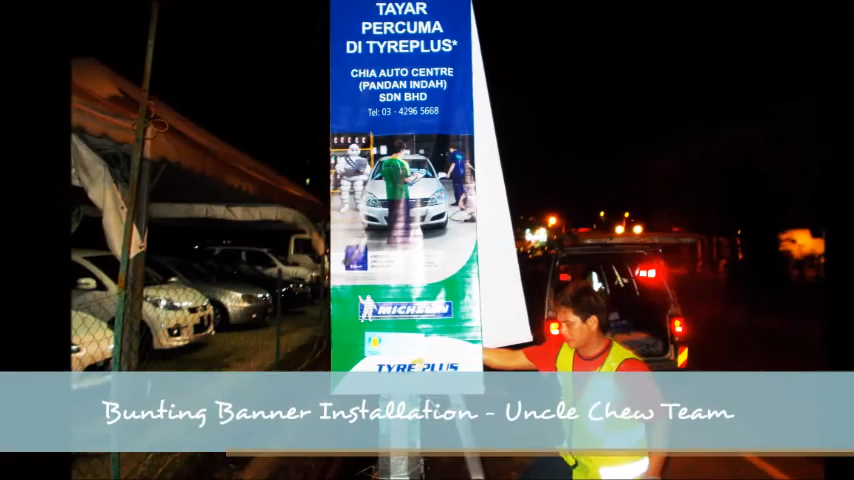 TAYAR
PERCUMA
DI TYREPLUS*
CHIA AUTO CENTRE
(PANDAN INDAH)
SDN BHD
Tel: 03 - 4296 5668
MICHELIN
TYREPLUS
Bunting Banner Installation - Uncle Chew Team